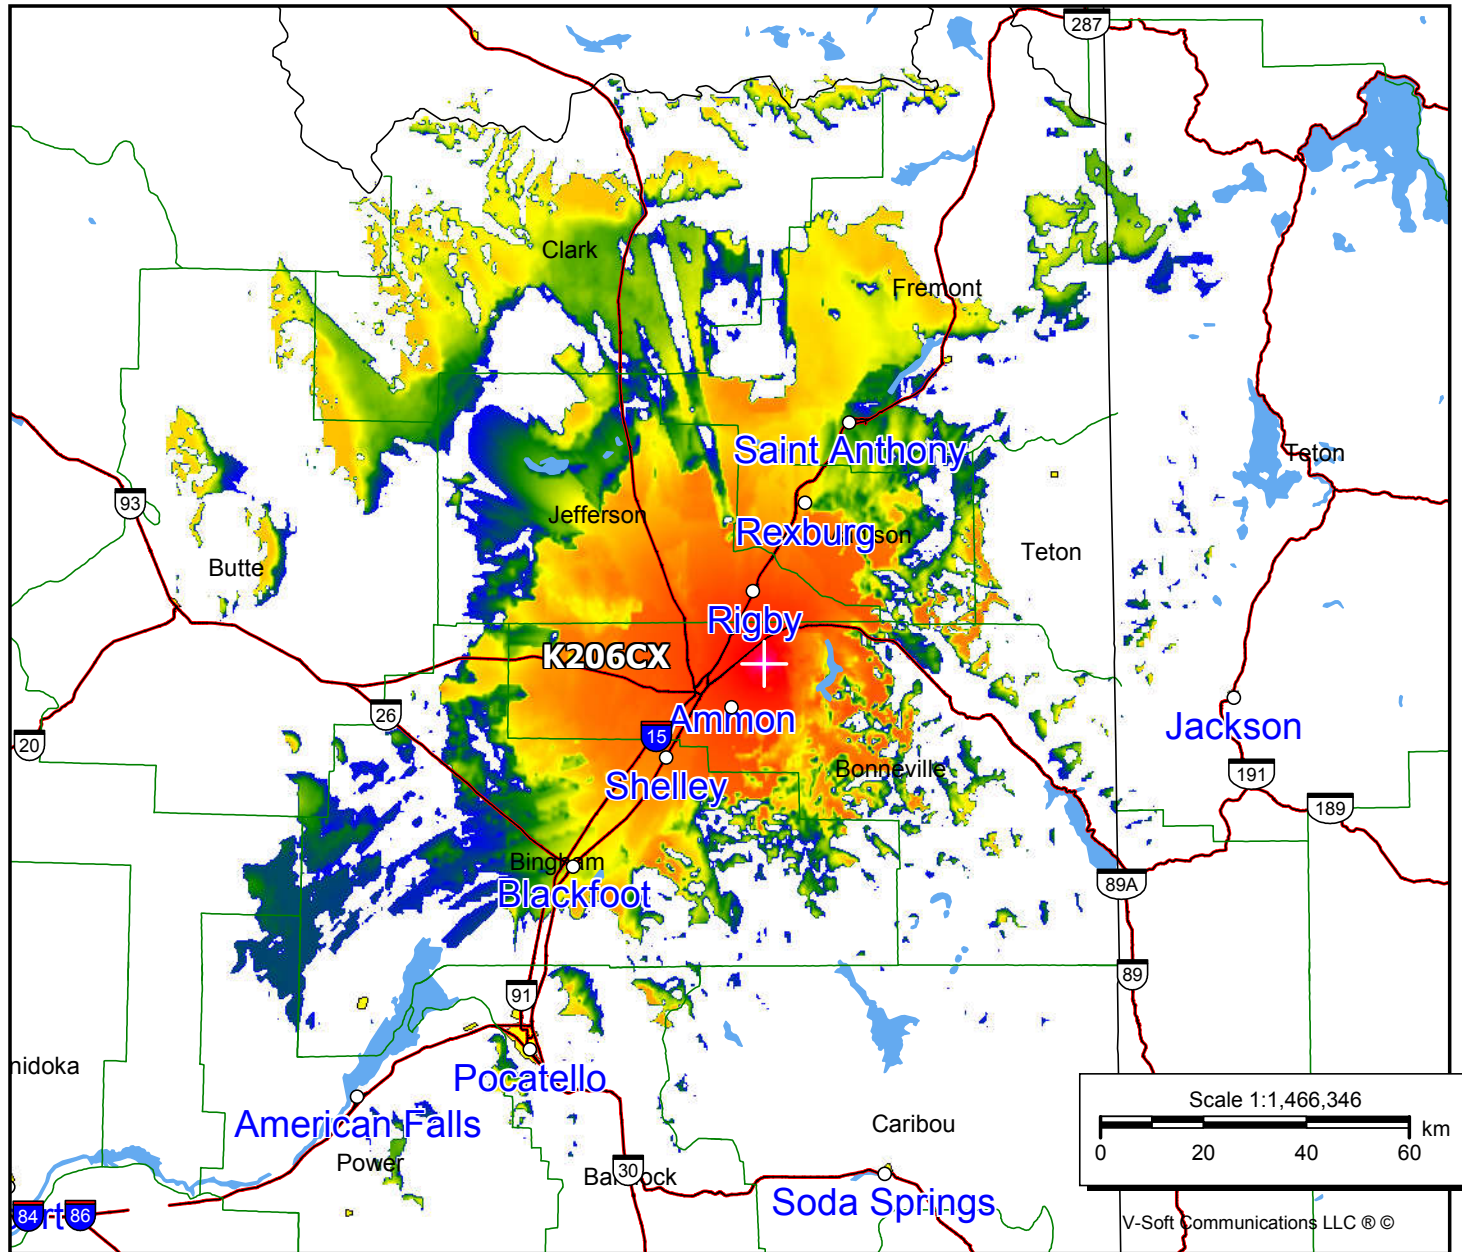 287
Clark
Fremont
Saint Anthony
Teton
93
Jefferson
Rexburg
Teton
Butte
Rigby
K206CX
26
Ammon
Jackson
20
15
Shelley
Bonneville
191
189
Bingham
Blackfoot
89A
91
89
nidoka
Pocatello
Scale 1:1,466,346
km
0 20 40 60
American Falls
Caribou
Power
30
Soda Springs
84
86
V-Soft Communications LLC ® ©